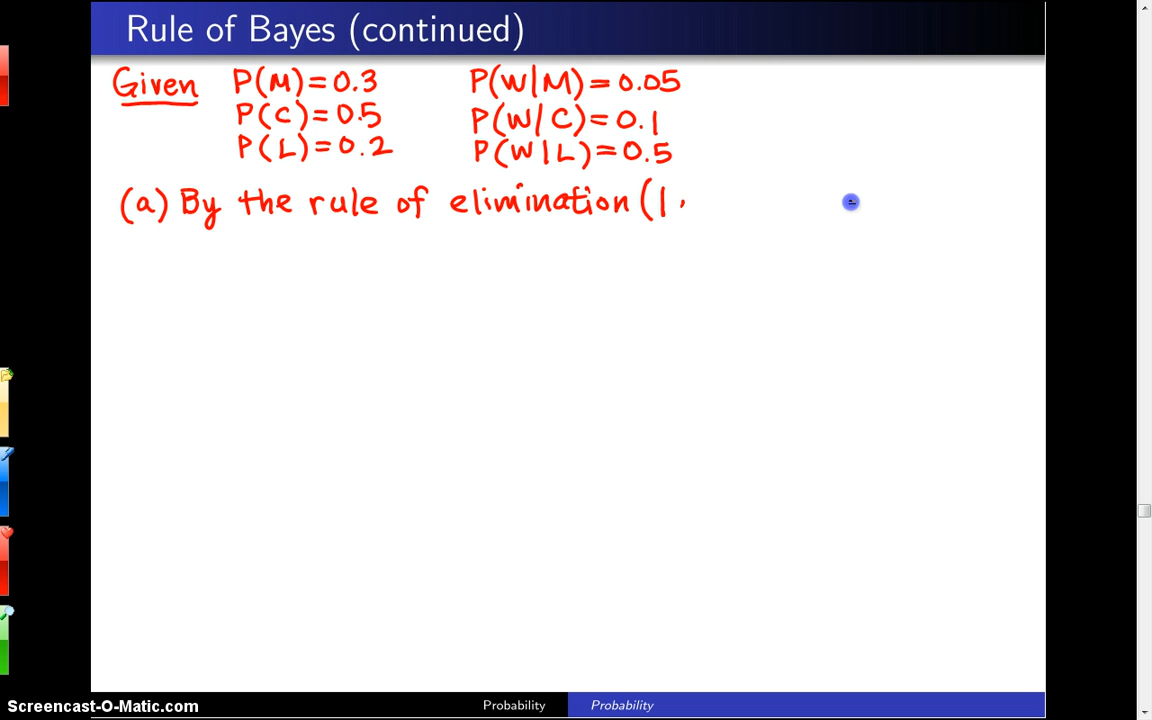 Rule of Bayes (continued)
Given P(M)=0.3 P(W|M)=0.05
P(C)=0.5 P(W|C)=0.1
P(L)=0.2 P(W|L)=0.5
(a) By the rule of elimination (1.
Screencast-O-Matic.com Probability Probability